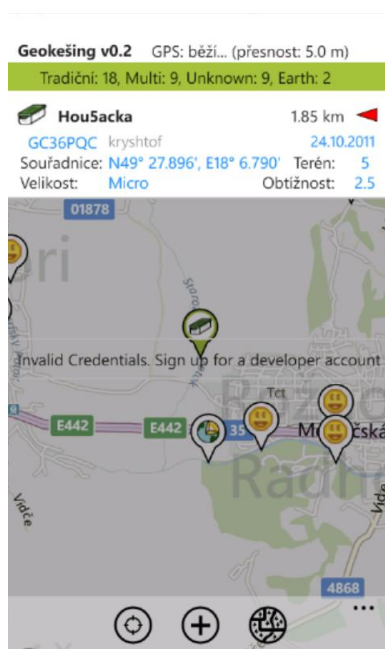 Geokešing v0.2 GPS: běží... (přesnost: 5.0 m)
Tradiční: 18, Multi: 9, Unknown: 9, Earth: 2
Hou5acka 1.85 km
GC36PQC kryshtof 24.10.2011
Souřadnice: N49° 27.896', E18° 6.790' Terén: 5
Velikost: Micro Obtížnost: 2.5
01878
ori
Invalid Credentials. Sign up for a developer account
Tct
E442 E442 35
Radh
Vidče
4868
...